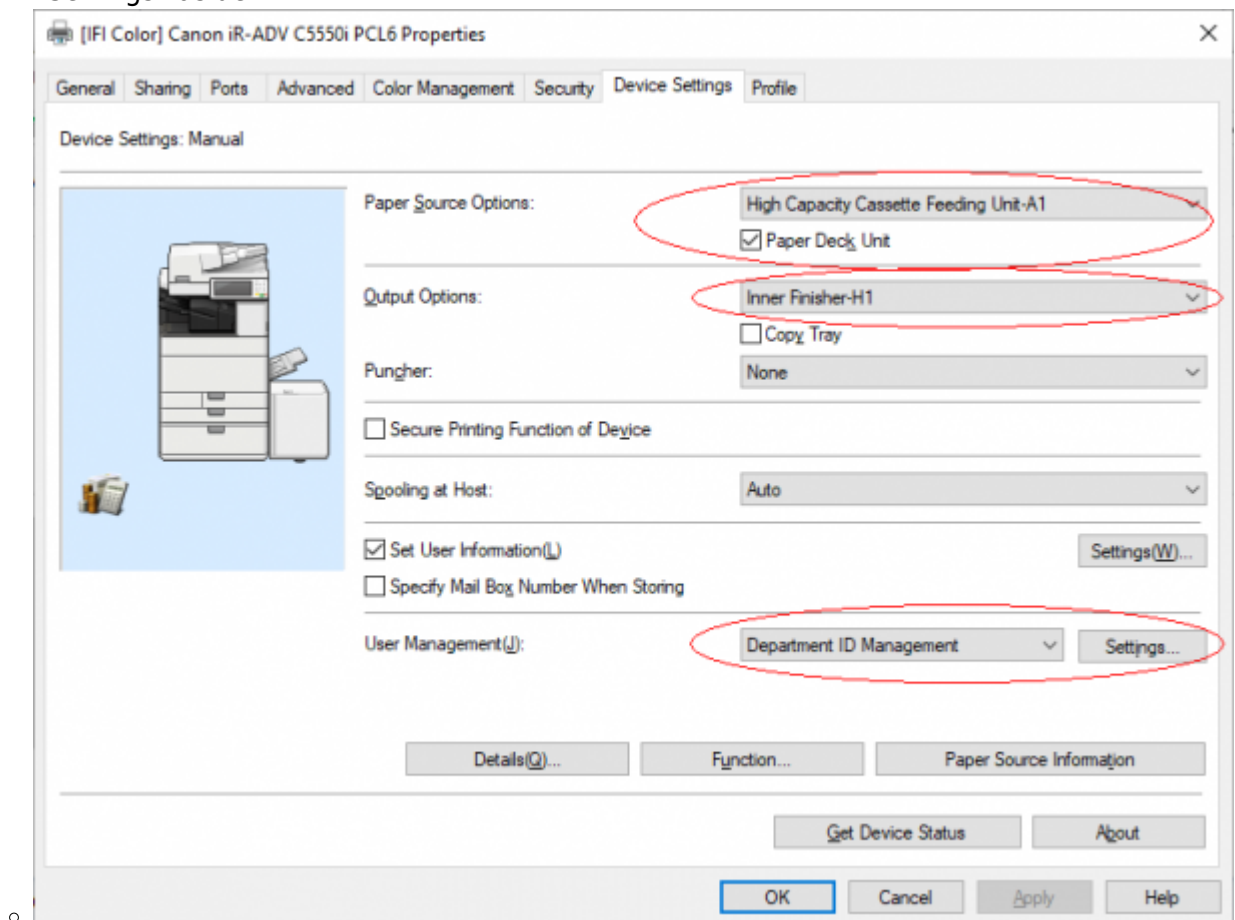 [IFI Color] Canon iR-ADV C5550i PCL6 Properties
General Sharing Ports Advanced Color Management Security Device Settings Profile
Device Settings: Manual
Paper Source Options: High Capacity Cassette Feeding Unit-A1
Paper Deck Unit
Output Options: Inner Finisher-H1
Copy Tray
Puncher: None
Secure Printing Function of Device
Spooling at Host: Auto
Set User Information(L) Settings(W)...
Specify Mail Box Number When Storing
User Management(J): Department ID Management Settings...
Details(Q)... Function... Paper Source Information
Get Device Status About
OK Cancel Apply Help